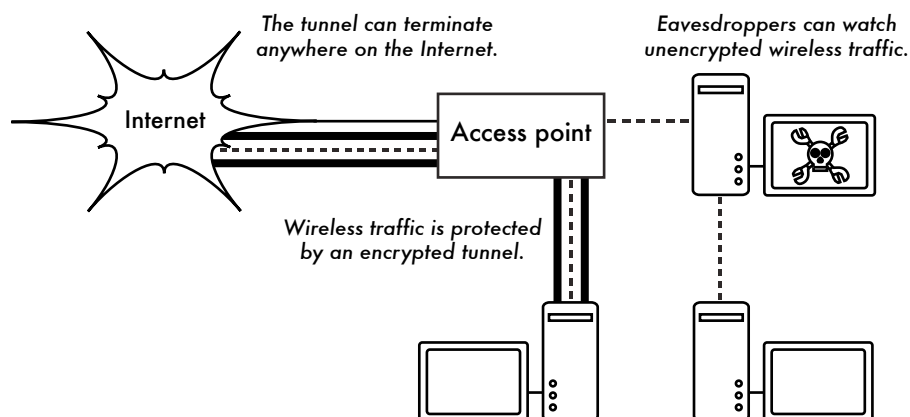 The tunnel can terminate
anywhere on the Internet.
Eavesdroppers can watch
unencrypted wireless traffic.
Internet
Access point
Wireless traffic is protected
by an encrypted tunnel.